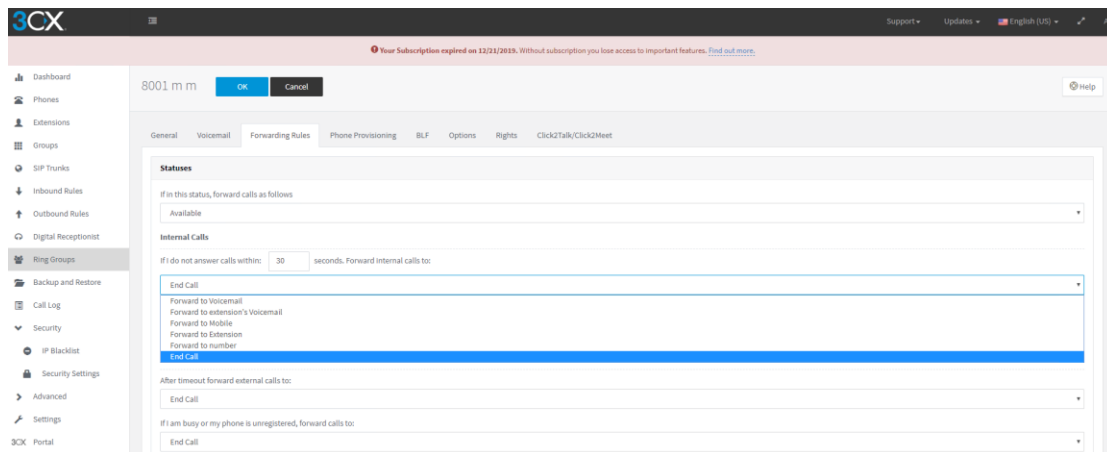 3CX
Support
Updates
English (US)
Your Subscription expired on 12/21/2019. Without subscription you lose access to important features. Find out more.
Dashboard
Phones
Extensions
Groups
SIP Trunks
Inbound Rules
Outbound Rules
Digital Receptionist
Ring Groups
Backup and Restore
Call Log
Security
IP Blacklist
Security Settings
Advanced
Settings
3CX Portal
8001 m m
OK
Cancel
Help
General
Voicemail
Forwarding Rules
Phone Provisioning
BLF
Options
Rights
Click2Talk/Click2Meet
Statuses
If in this status, forward calls as follows
Available
Internal Calls
If I do not answer calls within: 30 seconds. Forward internal calls to:
End Call
Forward to Voicemail
Forward to extension's Voicemail
Forward to Mobile
Forward to Extension
Forward to number
End Call
After timeout forward external calls to:
End Call
If I am busy or my phone is unregistered, forward calls to:
End Call